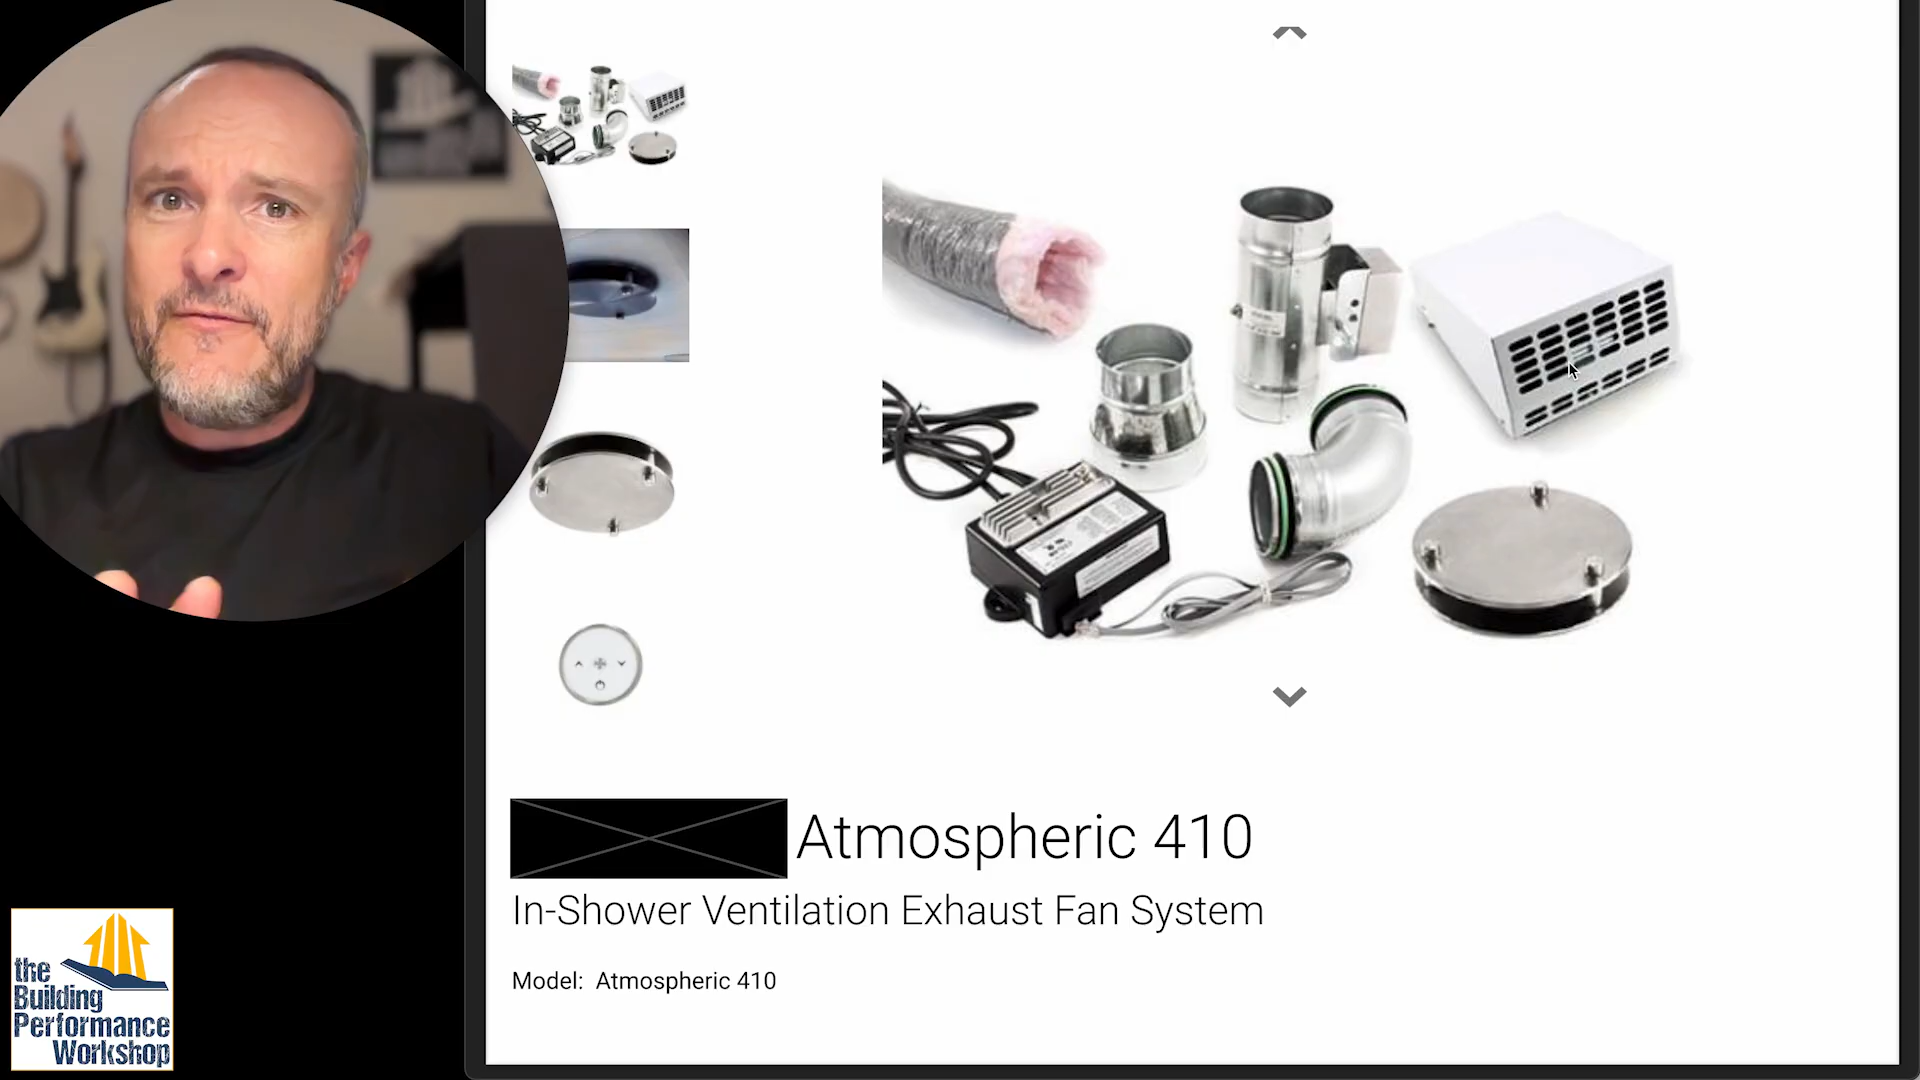 Atmospheric 410
In-Shower Ventilation Exhaust Fan System
Model: Atmospheric 410
the
Building
Performance
Workshop